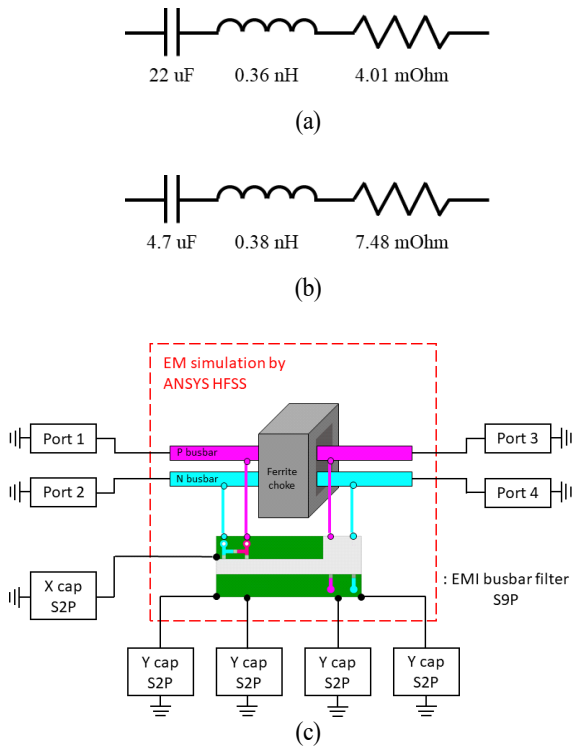 22 uF 0.36 nH 4.01 mOhm
(a)
4.7 uF 0.38 nH 7.48 mOhm
(b)
EM simulation by
ANSYS HFSS
Port 1
P busbar
Port 3
Port 2
N busbar
Ferrite
choke
Port 4
X cap
S2P
: EMI busbar filter
S9P
Y cap
S2P
Y cap
S2P
Y cap
S2P
Y cap
S2P
(c)